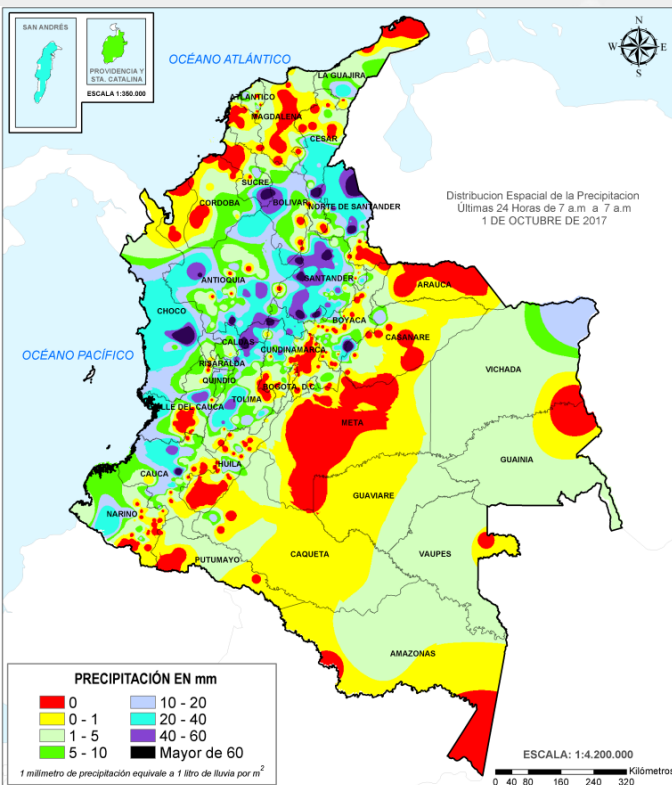 SAN ANDRÉS
PROVIDENCIA Y
STA. CATALINA
ESCALA 1:350.000
OCÉANO ATLÁNTICO
N
W
E
S
LA GUAJIRA
ATLANTICO
MAGDALENA
CESAR
SUCRE
CORDOBA
BOLIVAR
NORTE DE SANTANDER
Distribucion Espacial de la Precipitacion
Últimas 24 Horas de 7 a.m a 7 a.m
1 DE OCTUBRE DE 2017
ANTIOQUIA
SANTANDER
ARAUCA
CHOCO
BOYACA
CASANARE
OCÉANO PACÍFICO
CALDAS
CUNDINAMARCA
RISARALDA
VICHADA
QUINDIO
BOGOTA, D.C.
TOLIMA
VALLE DEL CAUCA
META
HUILA
GUAINIA
CAUCA
GUAVIARE
NARIÑO
CAQUETA
VAUPES
PUTUMAYO
AMAZONAS
PRECIPITACIÓN EN mm
0
10 - 20
0 - 1
20 - 40
1 - 5
40 - 60
5 - 10
Mayor de 60
1 milímetro de precipitación equivale a 1 litro de lluvia por m²
ESCALA: 1:4.200.000
Kilómetros
0 40 80 160 240 320